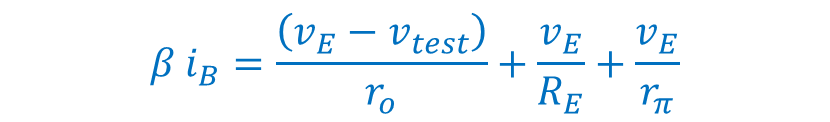 β i_B = (v_E − v_test)/r_o + v_E/R_E + v_E/r_π